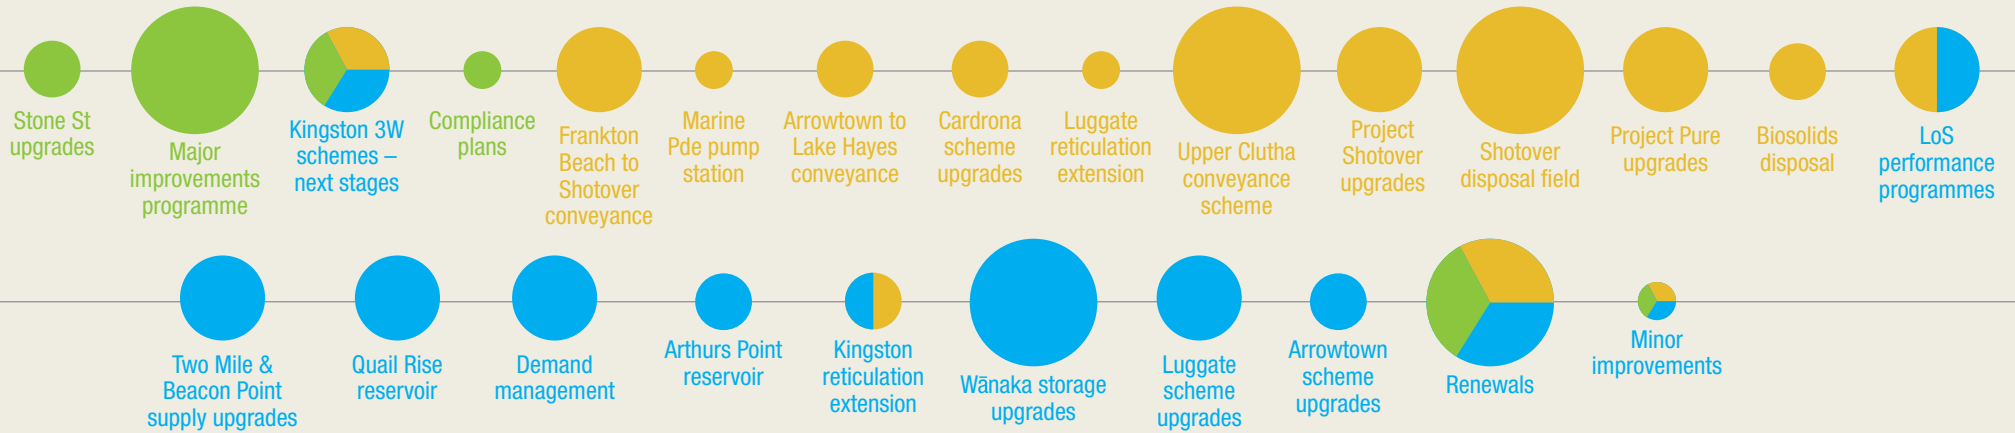 Stone St
upgrades
Major
improvements
programme
Kingston 3W
schemes –
next stages
Compliance
plans
Frankton
Beach to
Shotover
conveyance
Marine
Pde pump
station
Arrowtown to
Lake Hayes
conveyance
Cardrona
scheme
upgrades
Luggate
reticulation
extension
Upper Clutha
conveyance
scheme
Project
Shotover
upgrades
Shotover
disposal field
Project Pure
upgrades
Biosolids
disposal
LoS
performance
programmes
Two Mile &
Beacon Point
supply upgrades
Quail Rise
reservoir
Demand
management
Arthurs Point
reservoir
Kingston
reticulation
extension
Wānaka storage
upgrades
Luggate
scheme
upgrades
Arrowtown
scheme
upgrades
Renewals
Minor
improvements